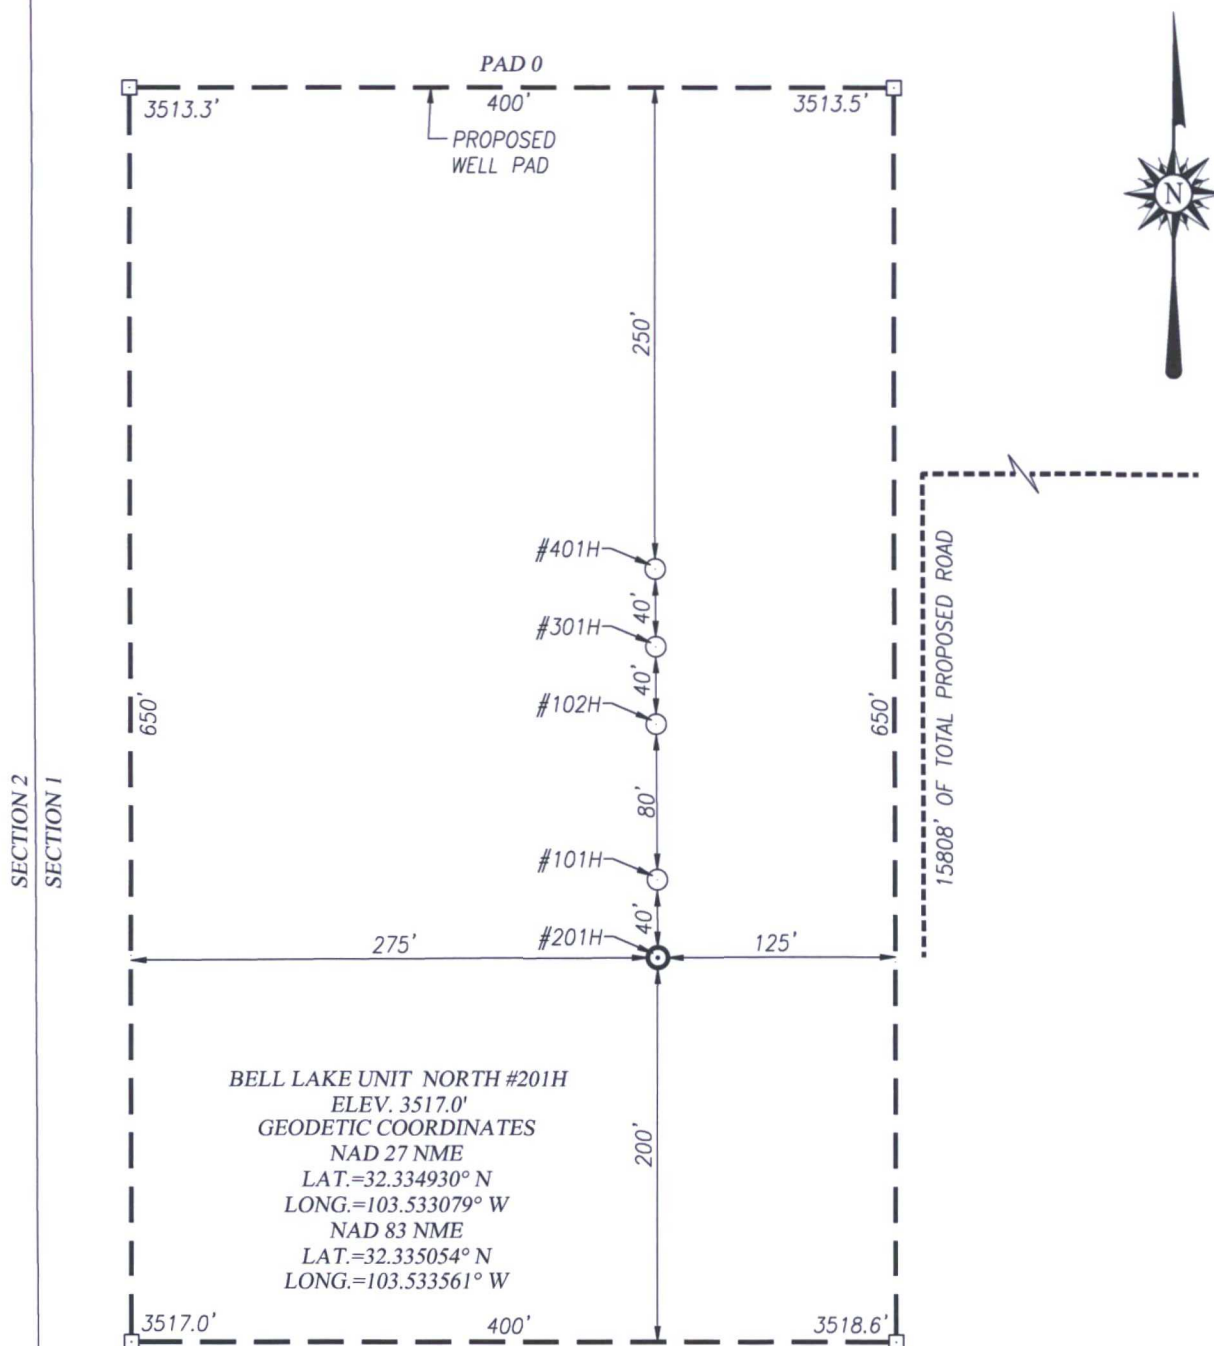 PAD 0
3513.3'
400'
3513.5'
PROPOSED
WELL PAD
N
250'
#401H
40'
#301H
40'
#102H
650'
650'
80'
#101H
40'
#201H
275'
125'
15808' OF TOTAL PROPOSED ROAD
SECTION 2
SECTION 1
BELL LAKE UNIT NORTH #201H
ELEV. 3517.0'
GEODETIC COORDINATES
NAD 27 NME
LAT.=32.334930° N
LONG.=103.533079° W
NAD 83 NME
LAT.=32.335054° N
LONG.=103.533561° W
200'
3517.0'
400'
3518.6'